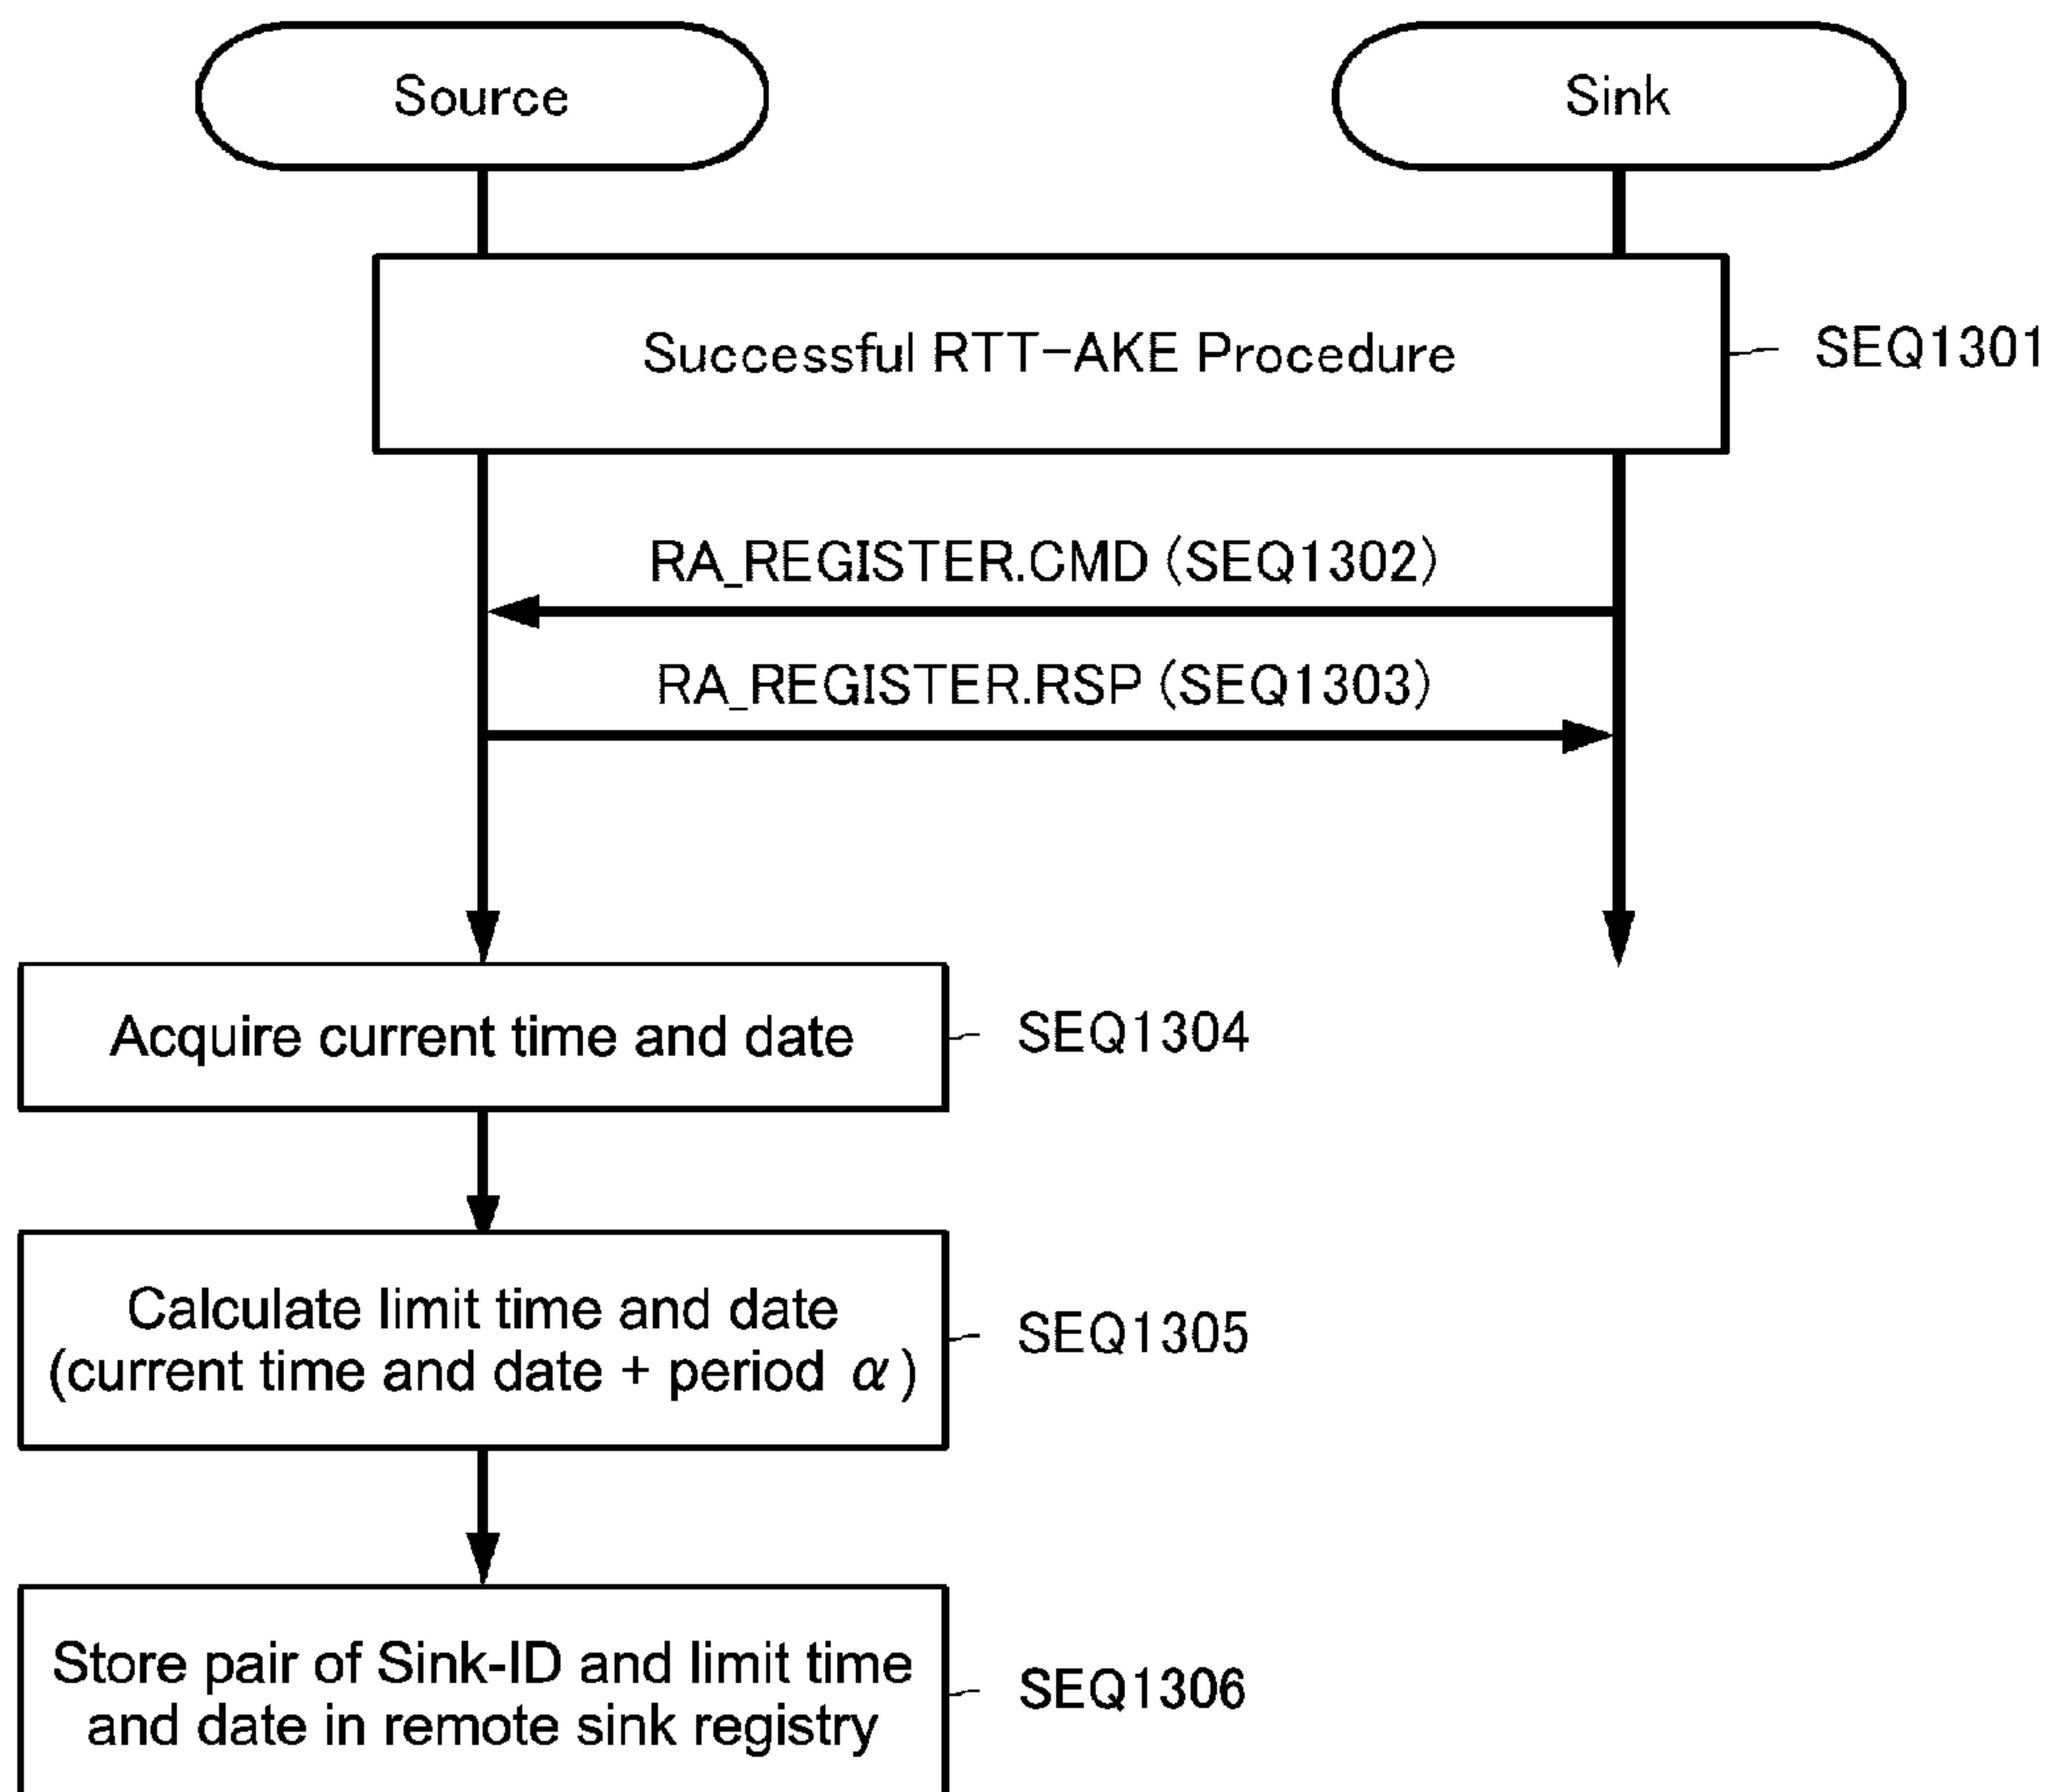 Source
Sink
Successful RTT-AKE Procedure
SEQ1301
RA_REGISTER.CMD (SEQ1302)
RA_REGISTER.RSP (SEQ1303)
Acquire current time and date
SEQ1304
Calculate limit time and date
(current time and date + period α)
SEQ1305
Store pair of Sink-ID and limit time
and date in remote sink registry
SEQ1306